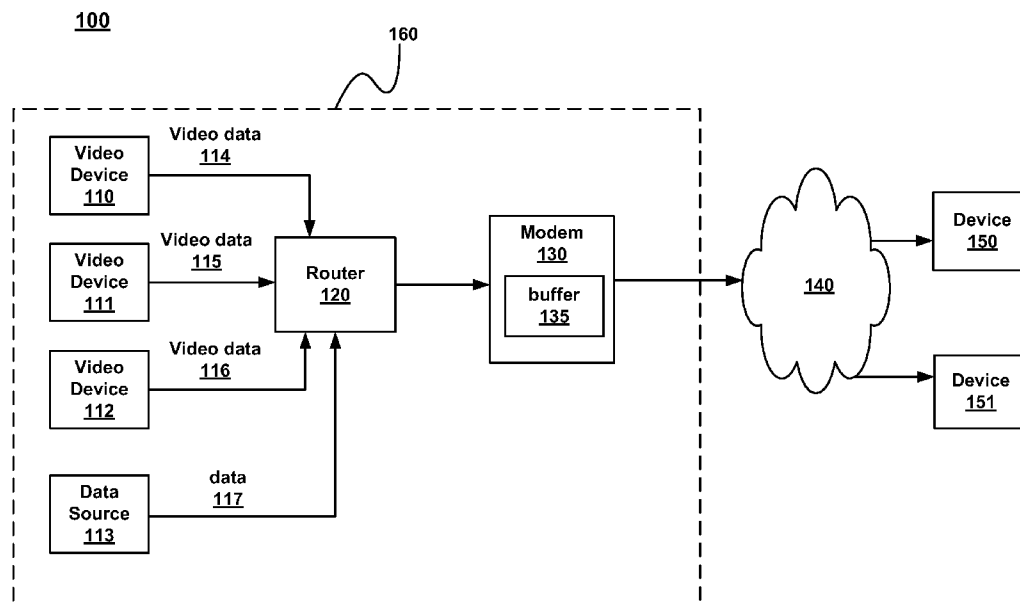 100
160
Video data
114
Video
Device
110
Video data
115
Video
Device
111
Router
120
Modem
130
buffer
135
140
Device
150
Video data
116
Video
Device
112
Device
151
data
117
Data
Source
113